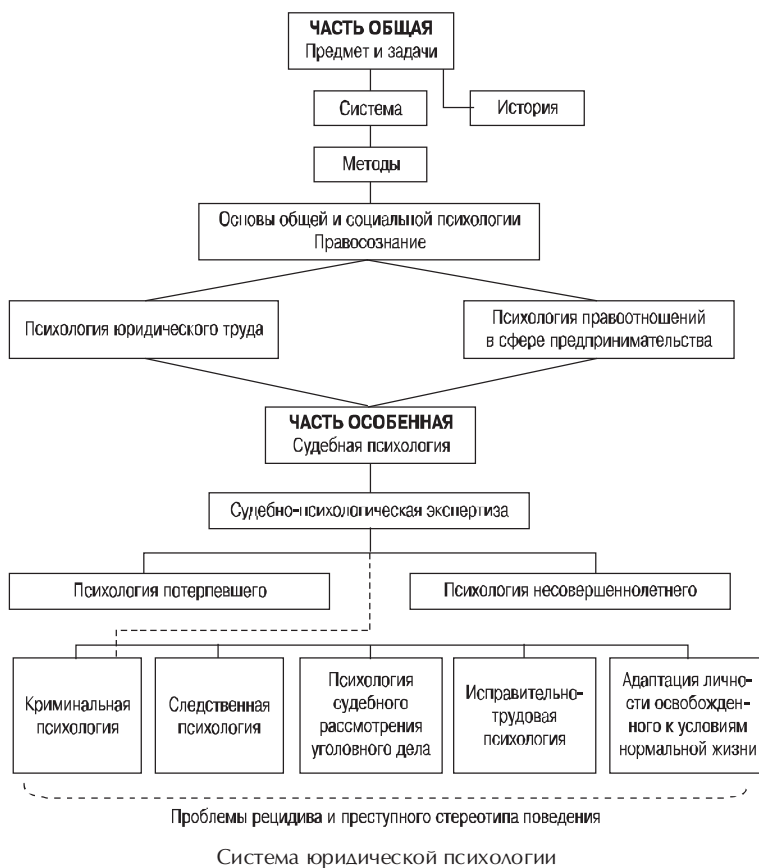 ЧАСТЬ ОБЩАЯ
Предмет и задачи
Система
История
Методы
Основы общей и социальной психологии
Правосознание
Психология юридического труда
Психология правоотношений
в сфере предпринимательства
ЧАСТЬ ОСОБЕННАЯ
Судебная психология
Судебно-психологическая экспертиза
Психология потерпевшего
Психология несовершеннолетнего
Криминальная
психология
Следственная
психология
Психология
судебного
рассмотрения
уголовного дела
Исправительно-
трудовая
психология
Адаптация лично-
сти освобожден-
ного к условиям
нормальной жизни
Проблемы рецидива и преступного стереотипа поведения
Система юридической психологии